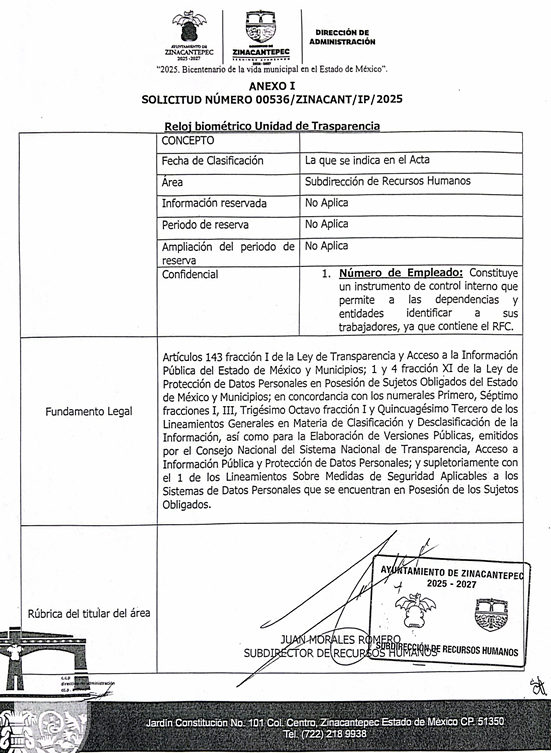 AYUNTAMIENTO DE
ZINACANTEPEC
2025-2027
ZINACANTEPEC
DIRECCIÓN DE
ADMINISTRACIÓN
"2025. Bicentenario de la vida municipal en el Estado de México".
ANEXO I
SOLICITUD NÚMERO 00536/ZINACANT/IP/2025
Reloj biométrico Unidad de Trasparencia
CONCEPTO
Fecha de Clasificación
La que se indica en el Acta
Área
Subdirección de Recursos Humanos
Información reservada
No Aplica
Periodo de reserva
No Aplica
Ampliación del periodo de
reserva
No Aplica
Confidencial
1. Número de Empleado: Constituye
un instrumento de control interno que
permite a las dependencias y
entidades identificar a sus
trabajadores, ya que contiene el RFC.
Fundamento Legal
Artículos 143 fracción I de la Ley de Transparencia y Acceso a la Información
Pública del Estado de México y Municipios; 1 y 4 fracción XI de la Ley de
Protección de Datos Personales en Posesión de Sujetos Obligados del Estado
de México y Municipios; en concordancia con los numerales Primero, Séptimo
fracciones I, III, Trigésimo Octavo fracción I y Quincuagésimo Tercero de los
Lineamientos Generales en Materia de Clasificación y Desclasificación de la
Información, así como para la Elaboración de Versiones Públicas, emitidos
por el Consejo Nacional del Sistema Nacional de Transparencia, Acceso a
Información Pública y Protección de Datos Personales; y supletoriamente con
el 1 de los Lineamientos Sobre Medidas de Seguridad Aplicables a los
Sistemas de Datos Personales que se encuentran en Posesión de los Sujetos
Obligados.
Rúbrica del titular del área
AYUNTAMIENTO DE ZINACANTEPEC
2025 - 2027
SUBDIRECCIÓN DE RECURSOS HUMANOS
JUAN MORALES ROMERO
SUBDIRECTOR DE RECURSOS HUMANOS
Jardín Constitución No. 101 Col. Centro, Zinacantepec Estado de México CP. 51350
Tel. (722) 218 9938